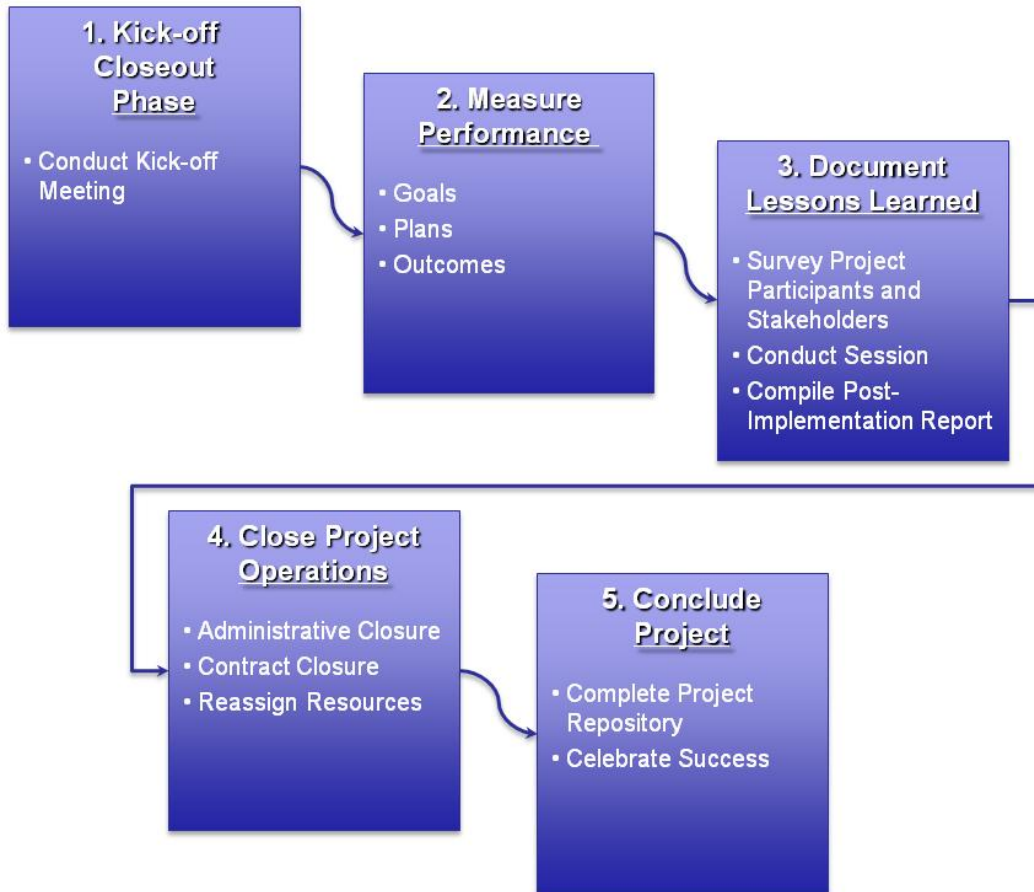 1. Kick-off
Closeout
Phase
• Conduct Kick-off
Meeting
2. Measure
Performance
• Goals
• Plans
• Outcomes
3. Document
Lessons Learned
• Survey Project
Participants and
Stakeholders
• Conduct Session
• Compile Post-
Implementation Report
4. Close Project
Operations
• Administrative Closure
• Contract Closure
• Reassign Resources
5. Conclude
Project
• Complete Project
Repository
• Celebrate Success